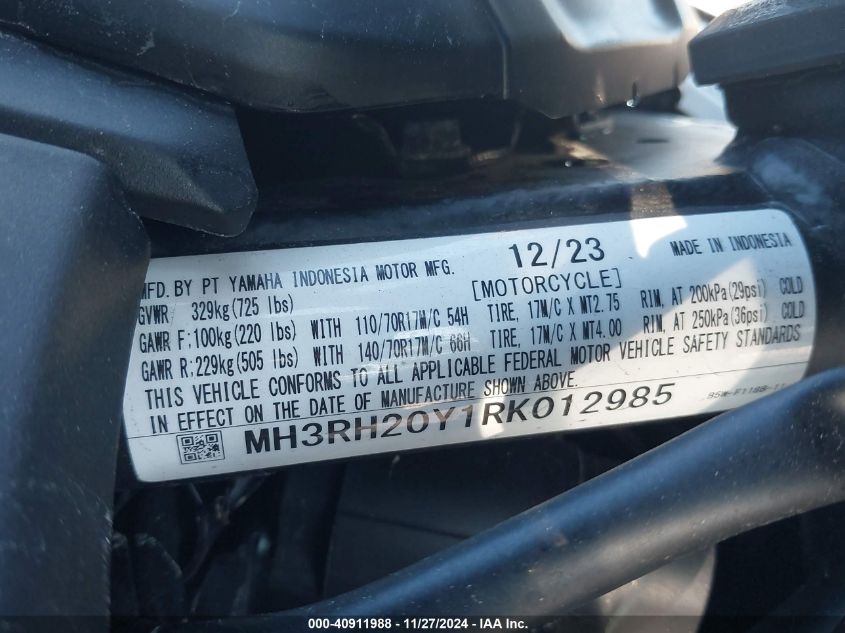 MFD. BY PT YAMAHA INDONESIA MOTOR MFG. 12/23 MADE IN INDONESIA
GVWR 329kg(725 lbs) [MOTORCYCLE]
GAWR F:100kg(220 lbs) WITH 110/70R17M/C 54H TIRE, 17M/C X MT2.75 RIM, AT 200kPa(29psi) COLD
GAWR R:229kg(505 lbs) WITH 140/70R17M/C 66H TIRE, 17M/C X MT4.00 RIM, AT 250kPa(36psi) COLD
THIS VEHICLE CONFORMS TO ALL APPLICABLE FEDERAL MOTOR VEHICLE SAFETY STANDARDS
IN EFFECT ON THE DATE OF MANUFACTURE SHOWN ABOVE.
MH3RH20Y1RK012985
000-40911988 - 11/27/2024 - IAA Inc.